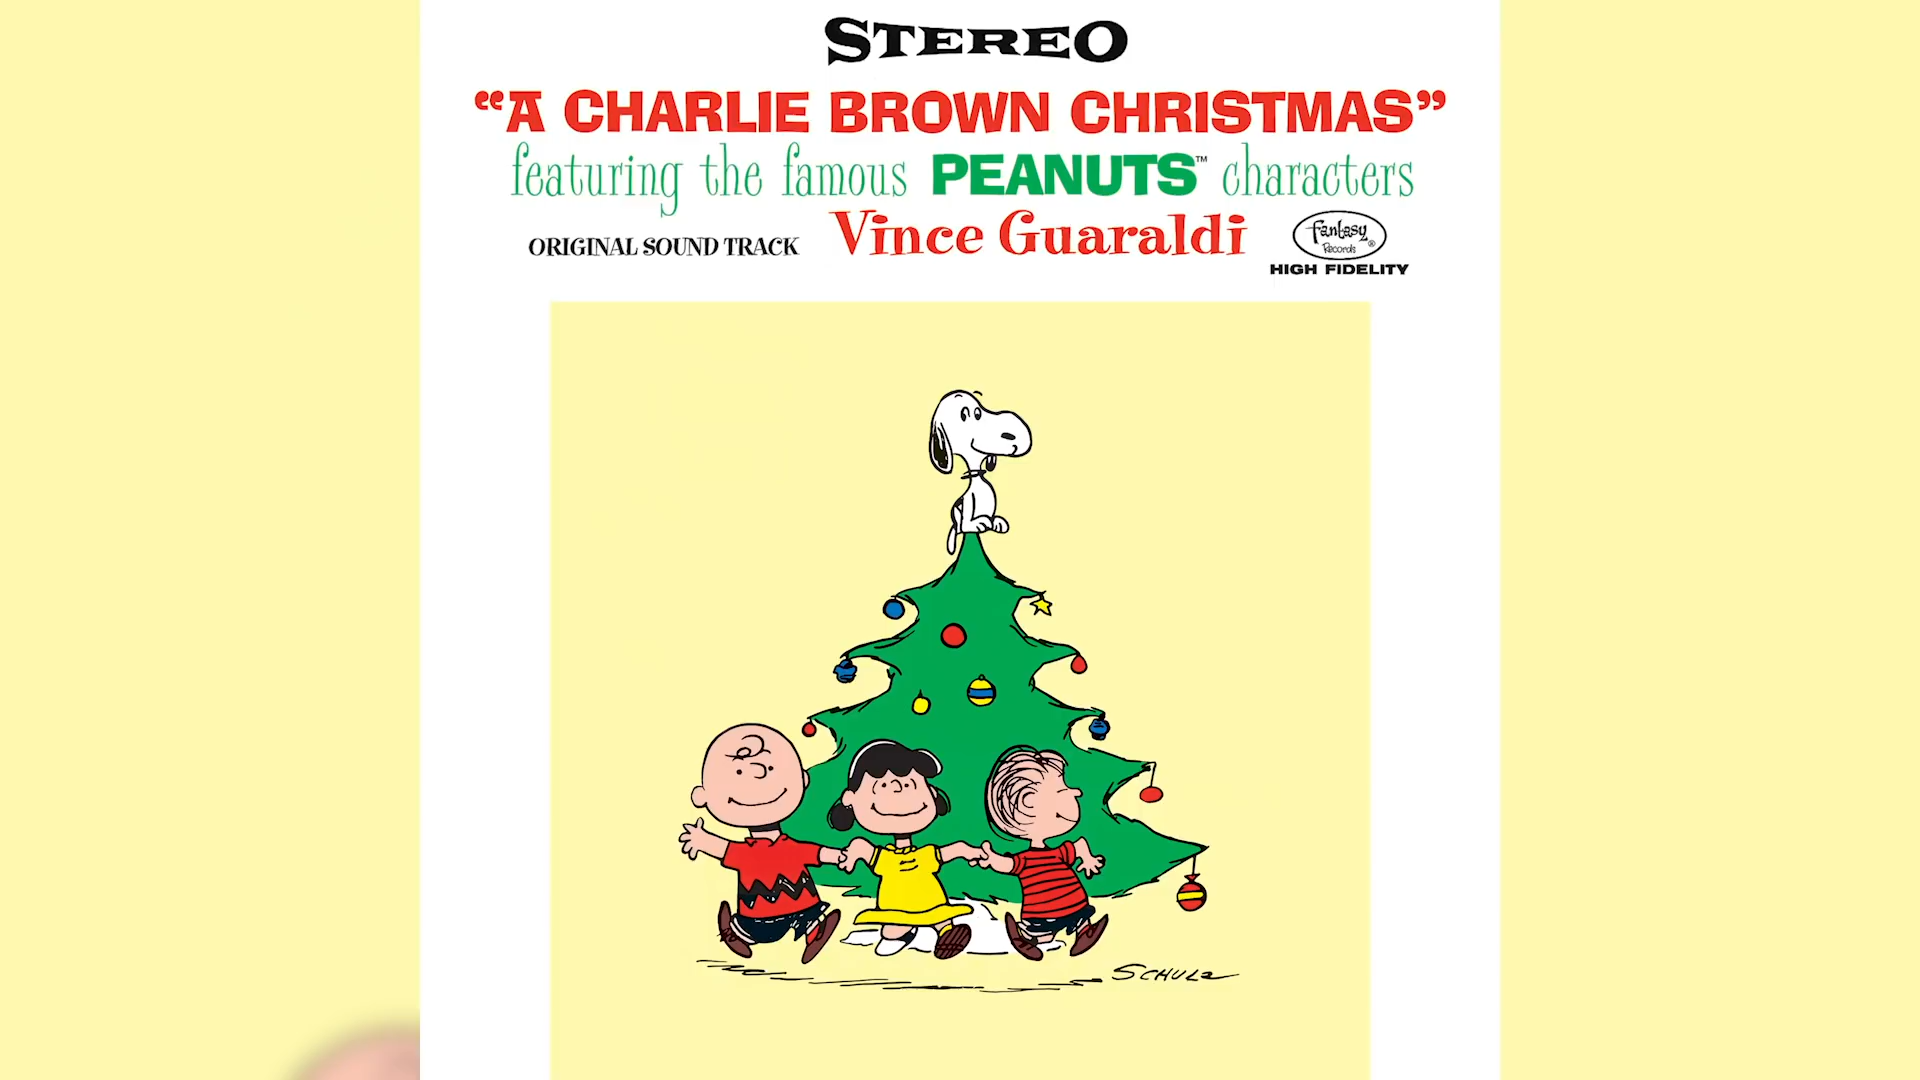 STEREO
“A CHARLIE BROWN CHRISTMAS”
featuring the famous PEANUTS™ characters
ORIGINAL SOUND TRACK
Vince Guaraldi
Fantasy
Records ®
HIGH FIDELITY
SCHULZ